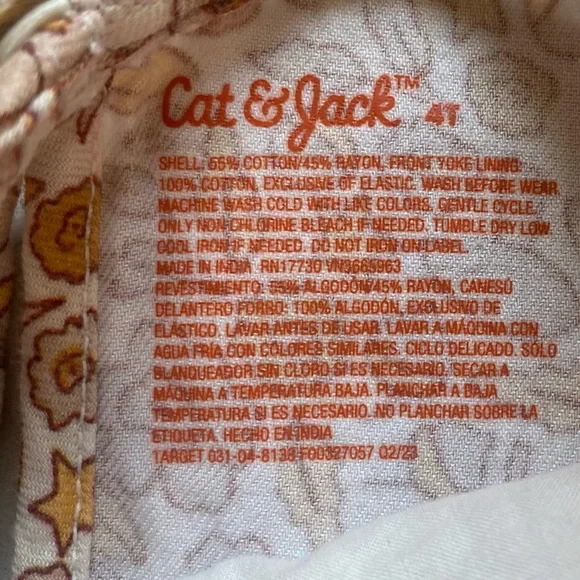 Cat & Jack™ 4T
SHELL: 55% COTTON/45% RAYON, FRONT YOKE LINING:
100% COTTON, EXCLUSIVE OF ELASTIC. WASH BEFORE WEAR.
MACHINE WASH COLD WITH LIKE COLORS, GENTLE CYCLE.
ONLY NON-CHLORINE BLEACH IF NEEDED. TUMBLE DRY LOW.
COOL IRON IF NEEDED. DO NOT IRON ON LABEL.
MADE IN INDIA RN17730 VN3665963
REVESTIMIENTO: 55% ALGODÓN/45% RAYON, CANESÚ
DELANTERO FORRO: 100% ALGODÓN, EXCLUSIVO DE
ELÁSTICO. LAVAR ANTES DE USAR. LAVAR A MÁQUINA CON
AGUA FRÍA CON COLORES SIMILARES. CICLO DELICADO. SÓLO
BLANQUEADOR SIN CLORO SI ES NECESARIO. SECAR A
MÁQUINA A TEMPERATURA BAJA. PLANCHAR A BAJA
TEMPERATURA SI ES NECESARIO. NO PLANCHAR SOBRE LA
ETIQUETA. HECHO EN INDIA
TARGET 031-04-8138 F00327057 Q2/23